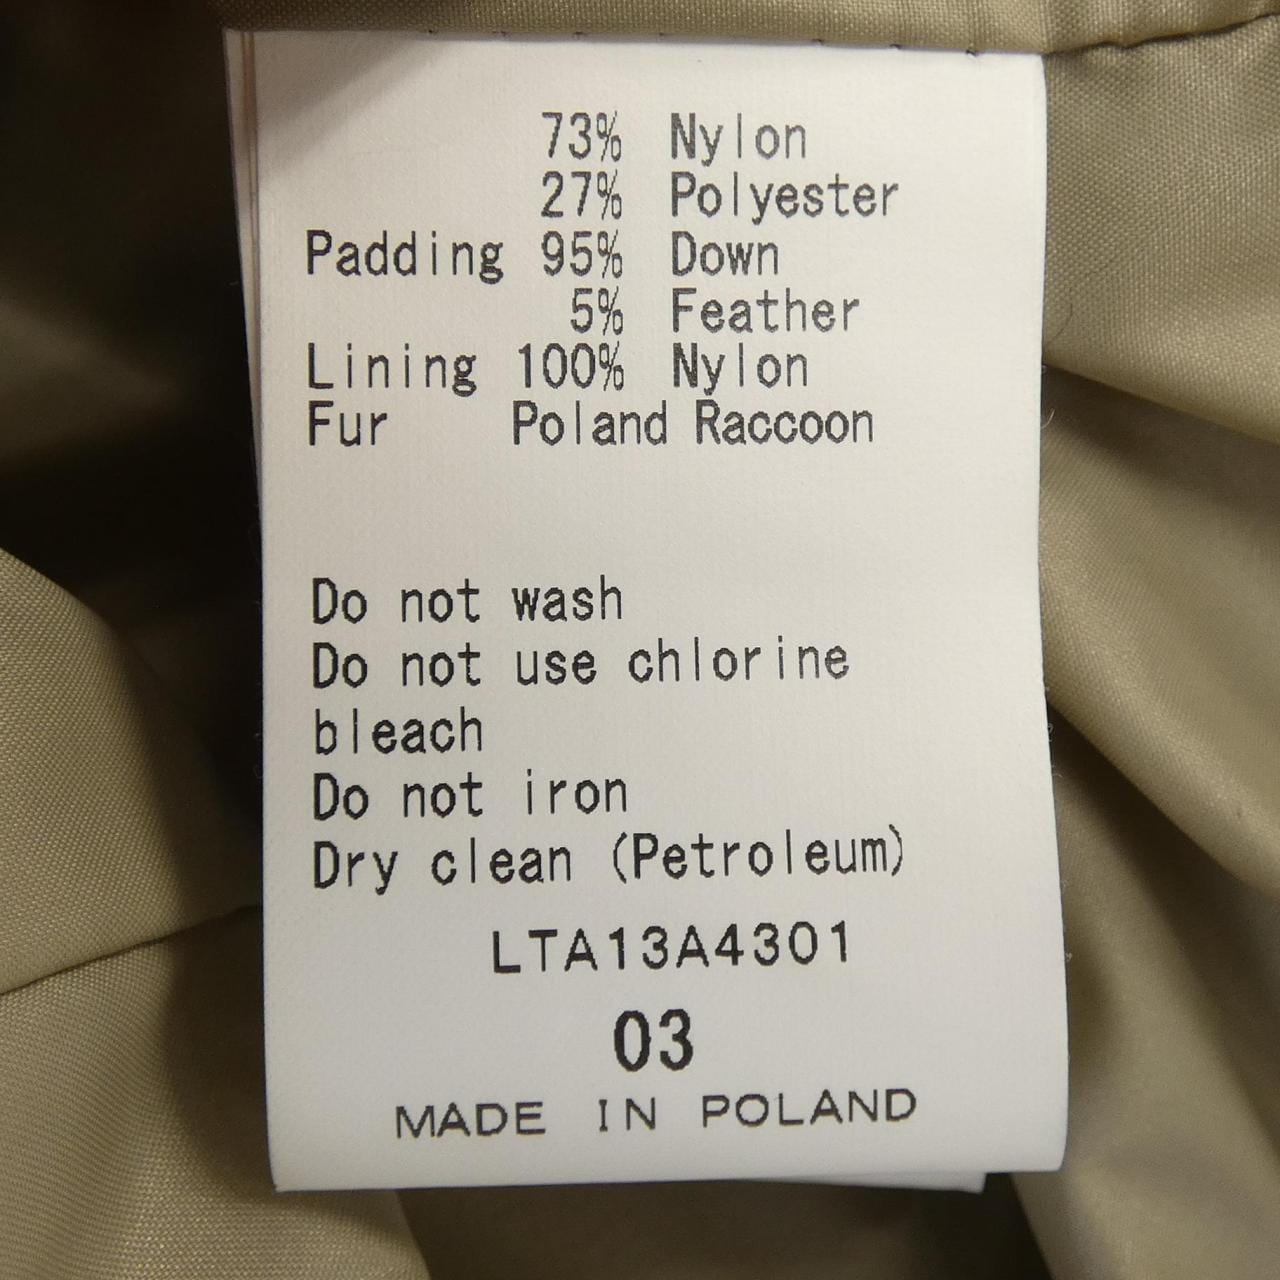 73% Nylon
27% Polyester
Padding 95% Down
5% Feather
Lining 100% Nylon
Fur Poland Raccoon
Do not wash
Do not use chlorine
bleach
Do not iron
Dry clean (Petroleum)
LTA13A4301
03
MADE IN POLAND